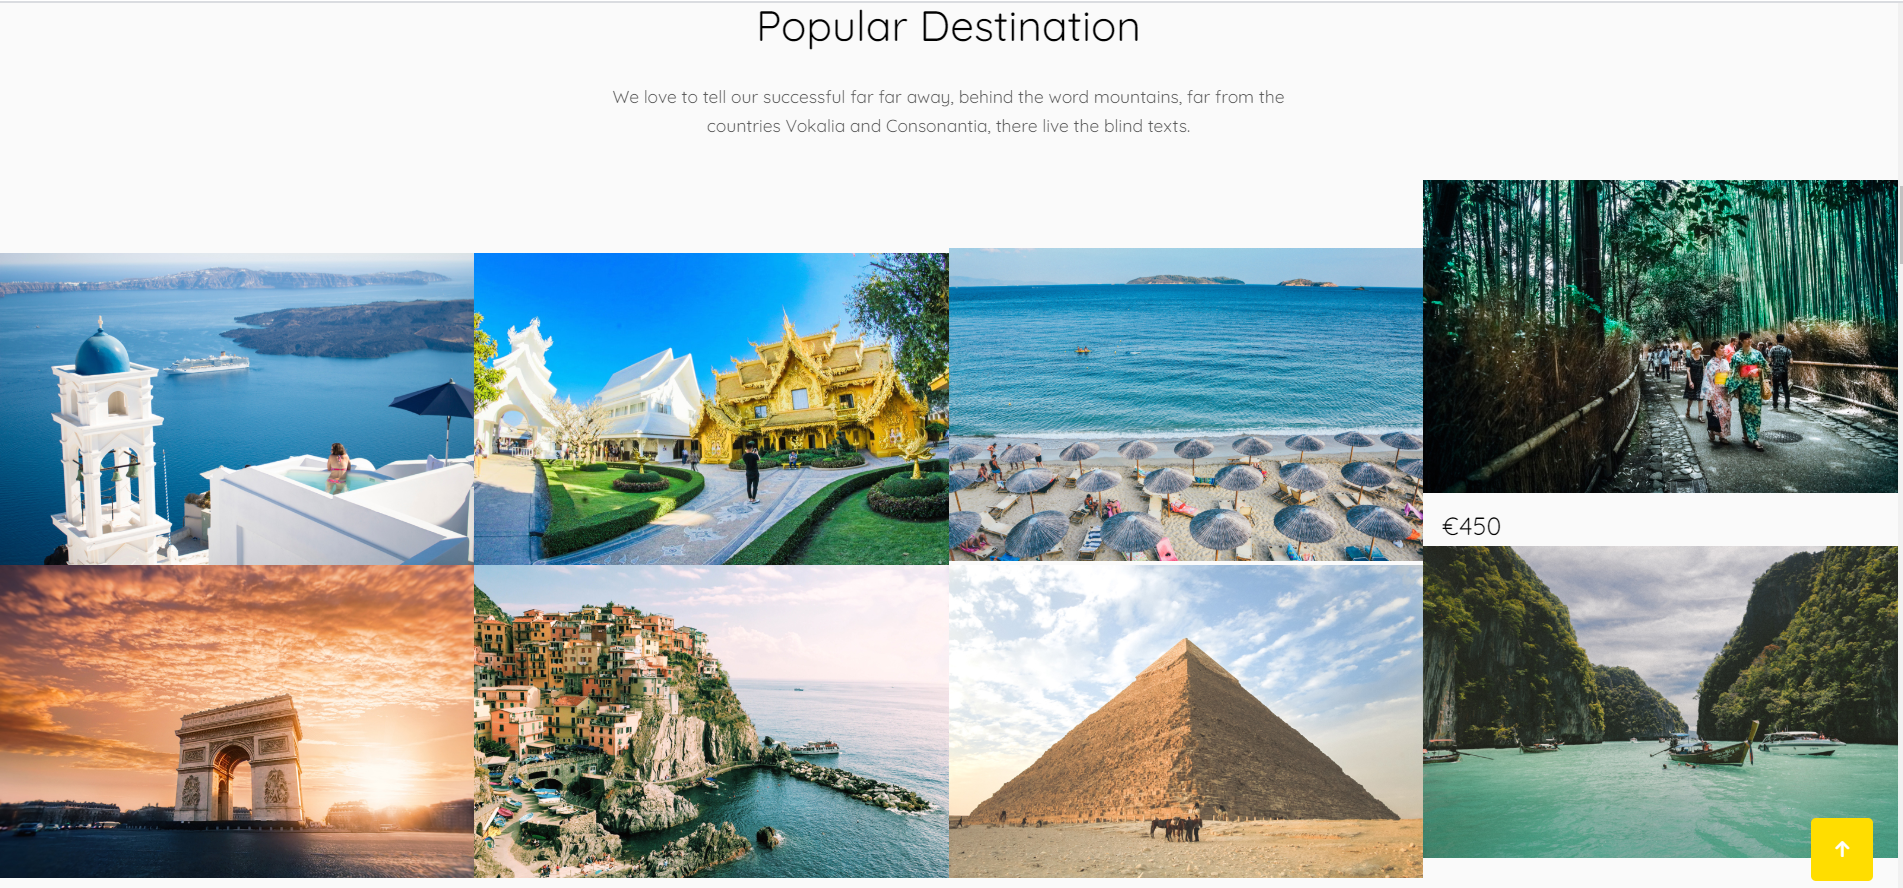 Popular Destination
We love to tell our successful far far away, behind the word mountains, far from the
countries Vokalia and Consonantia, there live the blind texts.
€450